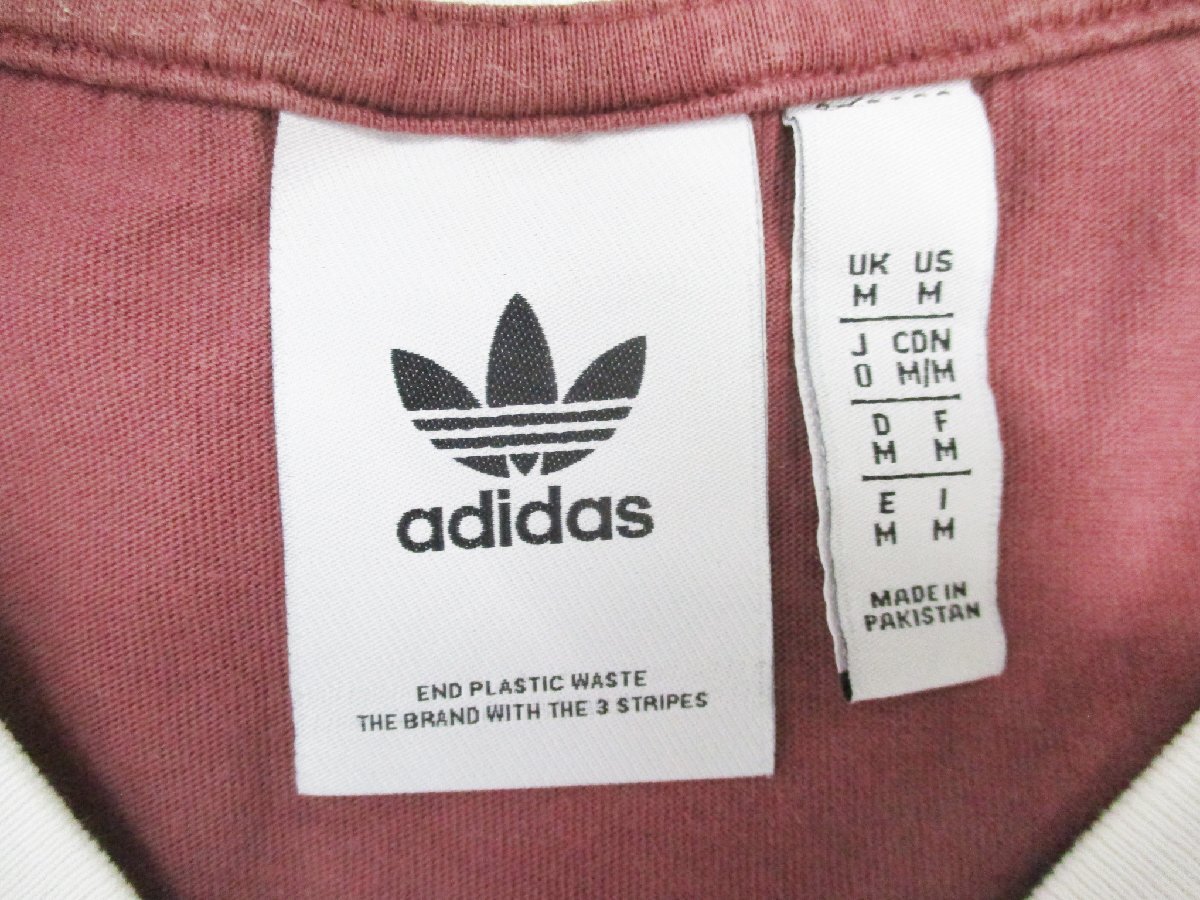 adidas
END PLASTIC WASTE
THE BRAND WITH THE 3 STRIPES
UK US
M M
J CDN
O M/M
D F
M M
E I
M M
MADE IN
PAKISTAN